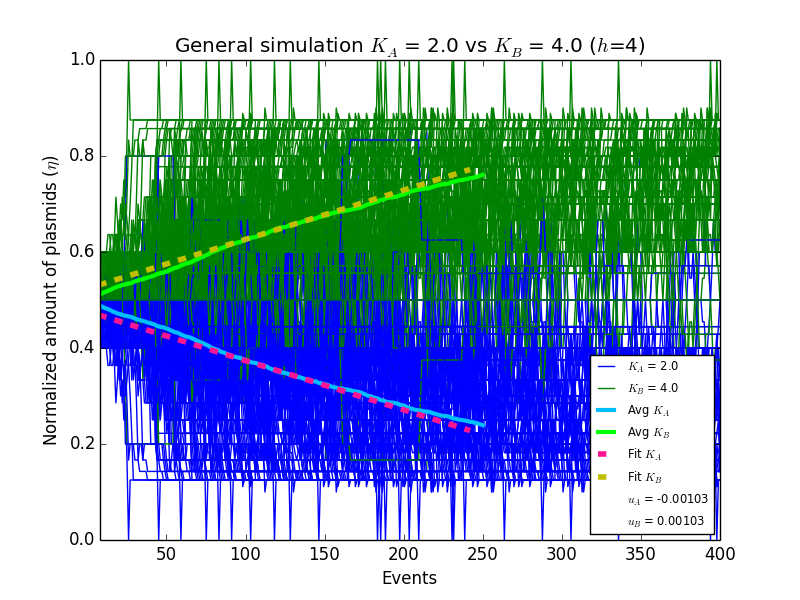 General simulation K_A = 2.0 vs K_B = 4.0 (h=4)
Normalized amount of plasmids (η)
1.0
0.8
0.6
0.4
0.2
0.0
50 100 150 200 250 300 350 400
Events
K_A = 2.0
K_B = 4.0
Avg K_A
Avg K_B
Fit K_A
Fit K_B
u_A = -0.00103
u_B = 0.00103